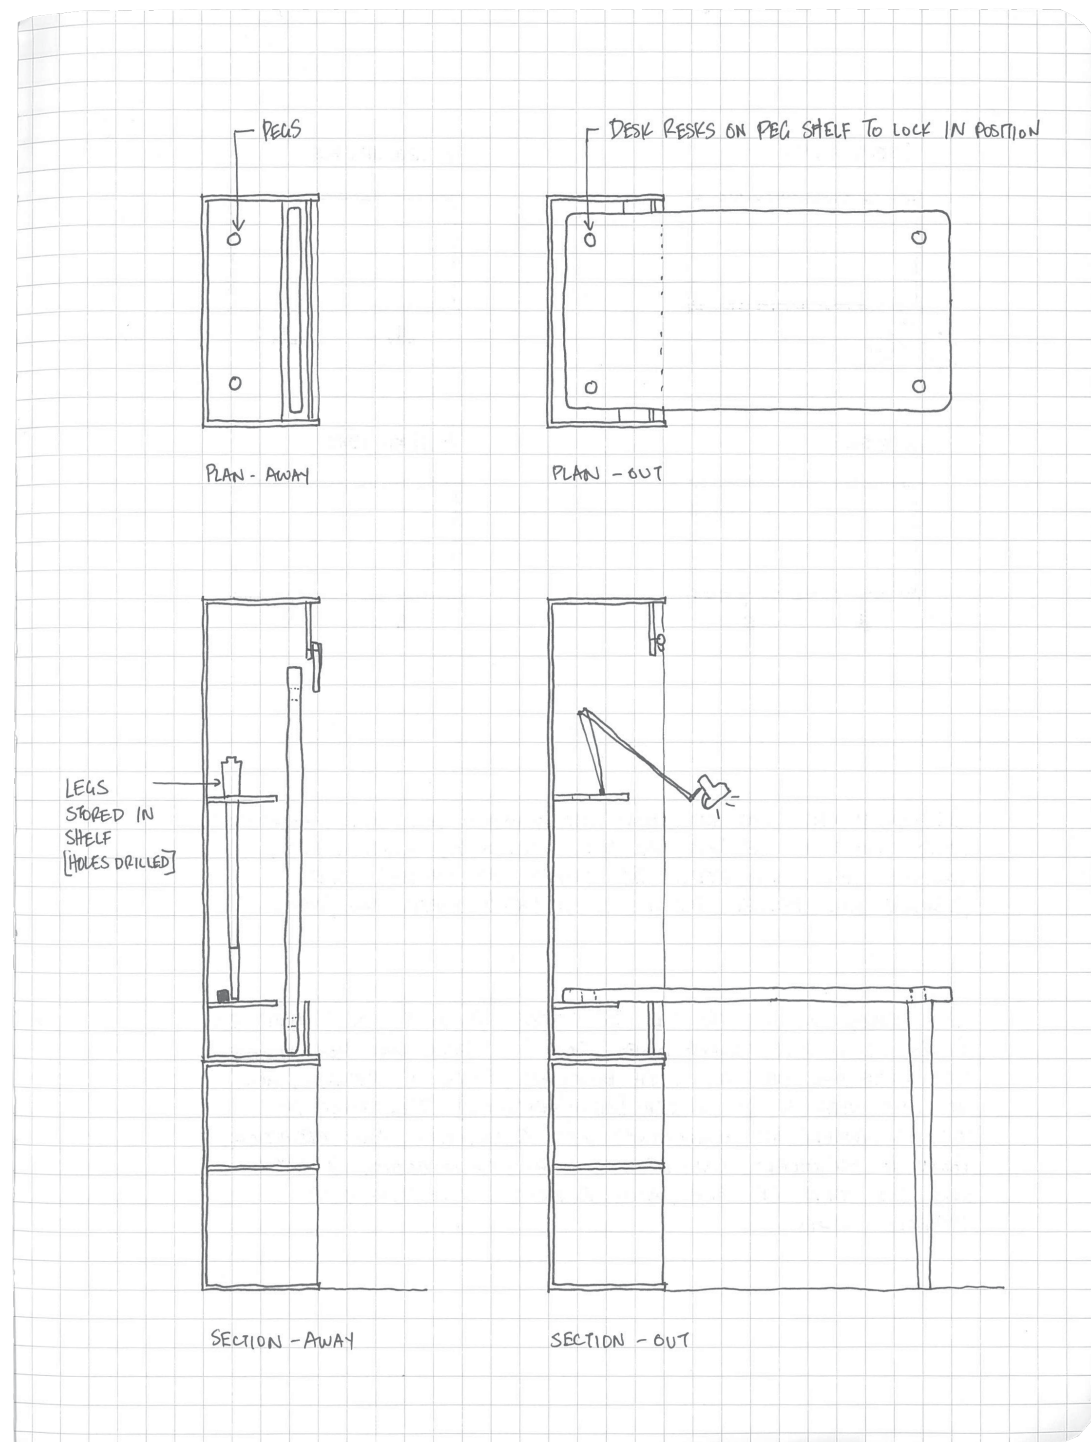 PEGS
DESK RESKS ON PEG SHELF TO LOCK IN POSITION
PLAN - AWAY
PLAN - OUT
LEGS
STORED IN
SHELF
[HOLES DRILLED]
SECTION - AWAY
SECTION - OUT